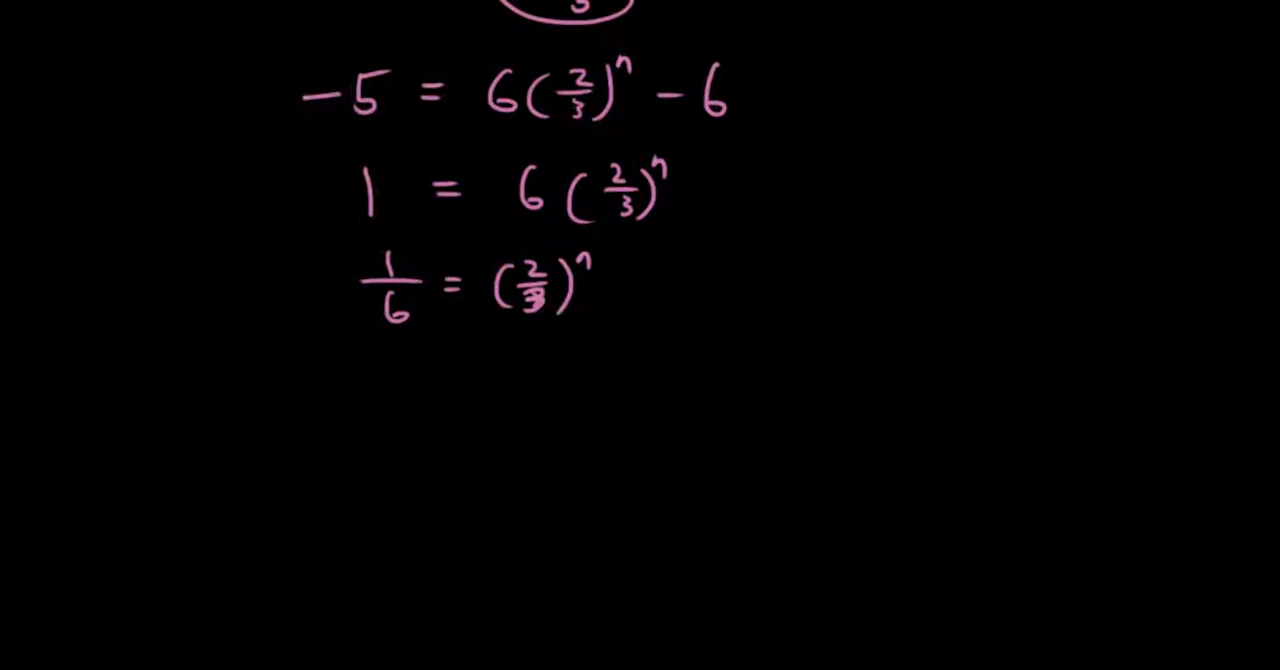 -5 = 6(2/3)^n - 6
1 = 6(2/3)^n
1/6 = (2/3)^n